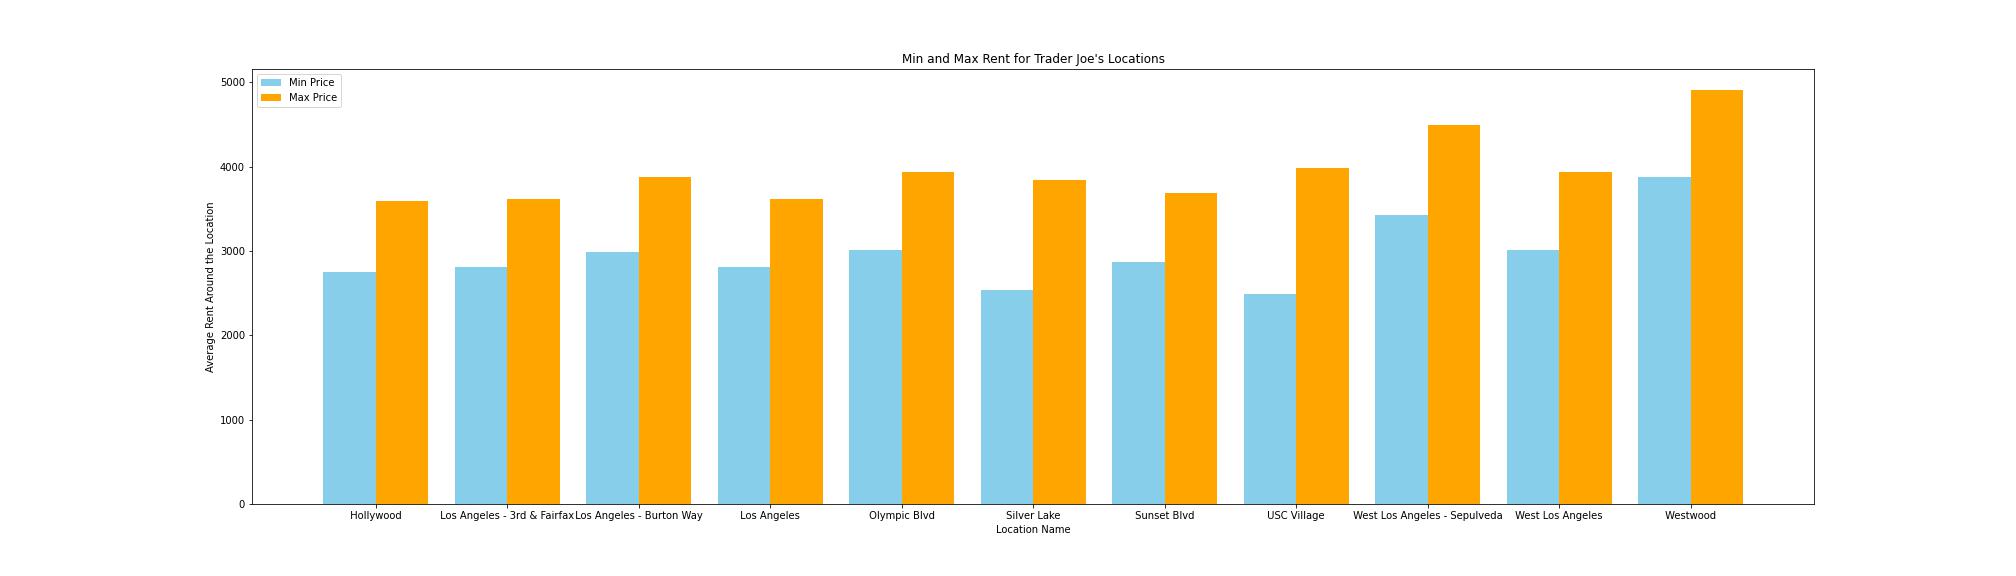 Min and Max Rent for Trader Joe's Locations
Min Price
Max Price
Average Rent Around the Location
5000
4000
3000
2000
1000
0
Hollywood
Los Angeles - 3rd & Fairfax
Los Angeles - Burton Way
Los Angeles
Olympic Blvd
Silver Lake
Sunset Blvd
USC Village
West Los Angeles - Sepulveda
West Los Angeles
Westwood
Location Name